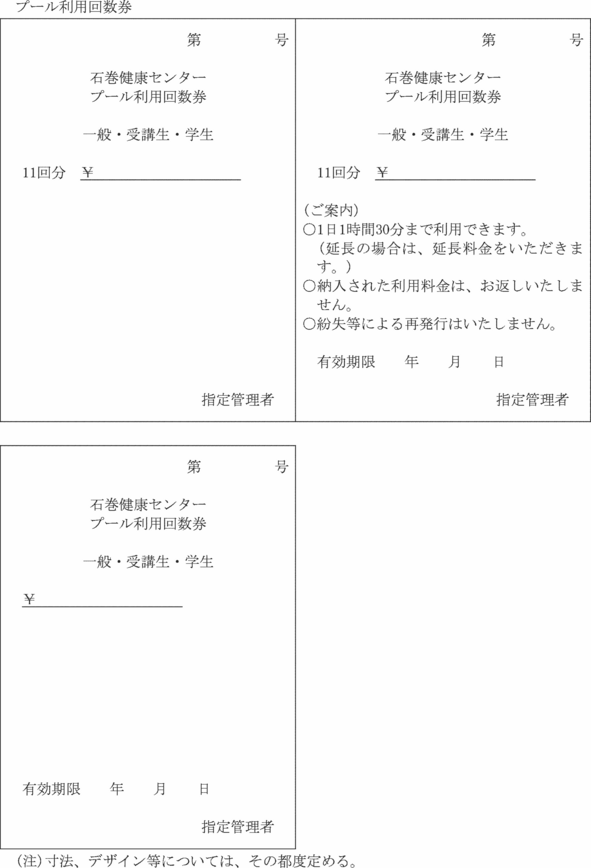 プール利用回数券
第　　　　　号
石巻健康センター
プール利用回数券
一般・受講生・学生
11回分　￥
指定管理者
第　　　　　号
石巻健康センター
プール利用回数券
一般・受講生・学生
11回分　￥
（ご案内）
○1日1時間30分まで利用できます。
（延長の場合は、延長料金をいただきま
す。）
○納入された利用料金は、お返しいたしま
せん。
○紛失等による再発行はいたしません。
有効期限　　年　　月　　日
指定管理者
第　　　　　号
石巻健康センター
プール利用回数券
一般・受講生・学生
￥
有効期限　　年　　月　　日
指定管理者
(注) 寸法、デザイン等については、その都度定める。